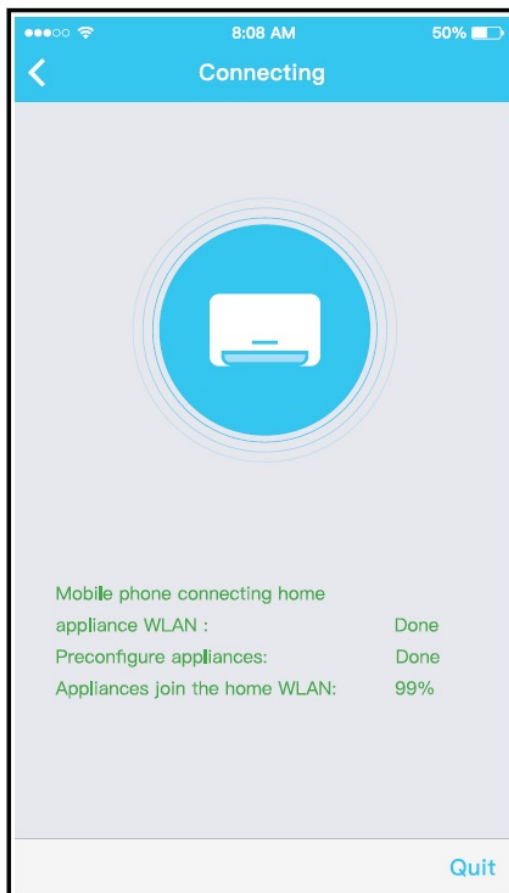 8:08 AM
50%
Connecting
Mobile phone connecting home
appliance WLAN : Done
Preconfigure appliances: Done
Appliances join the home WLAN: 99%
Quit